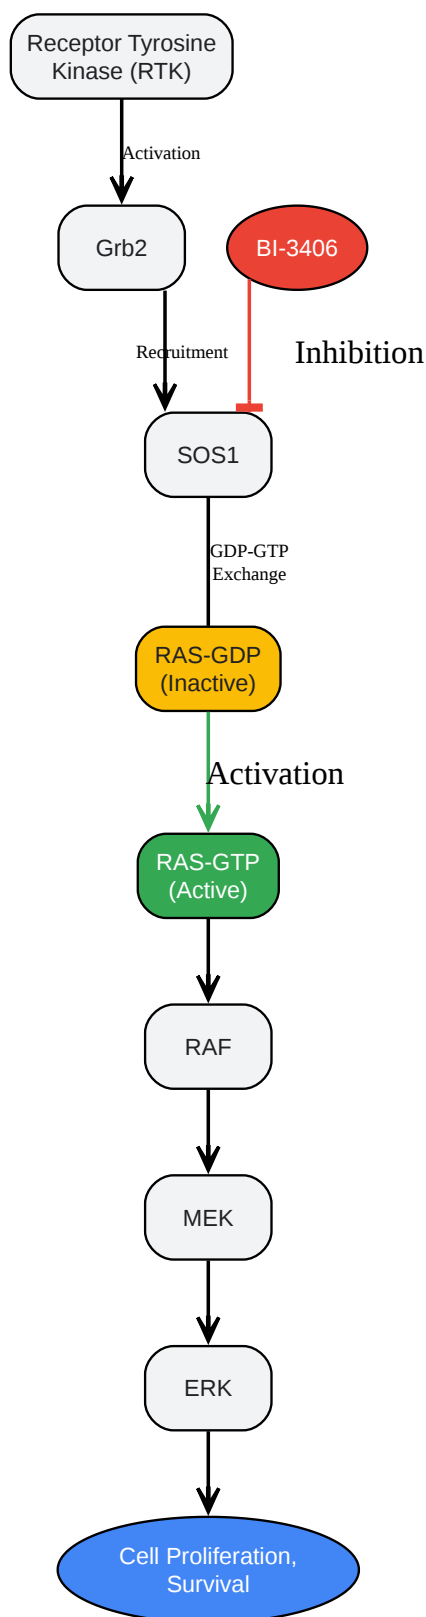 Receptor Tyrosine
Kinase (RTK)
Activation
Grb2
BI-3406
Recruitment
Inhibition
SOS1
GDP-GTP
Exchange
RAS-GDP
(Inactive)
Activation
RAS-GTP
(Active)
RAF
MEK
ERK
Cell Proliferation,
Survival